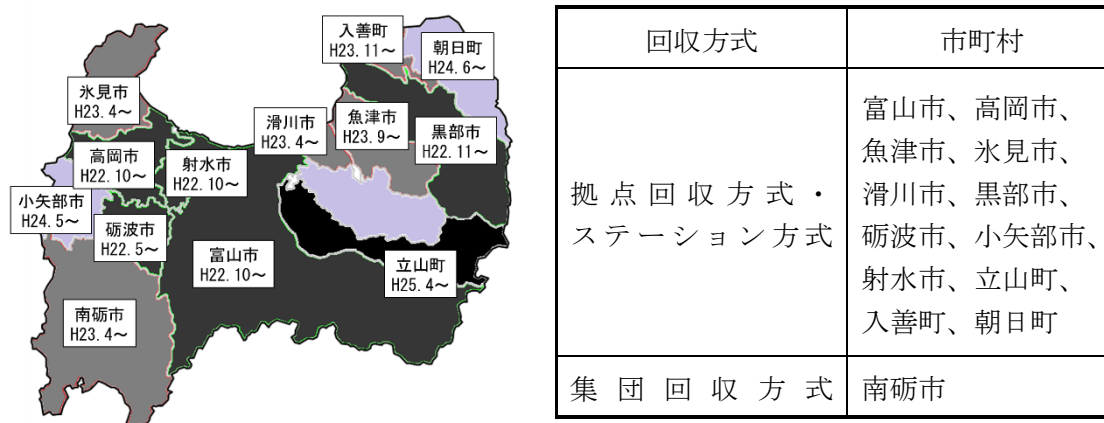 入善町
H23.11～
朝日町
H24.6～
氷見市
H23.4～
滑川市
H23.4～
魚津市
H23.9～
黒部市
H22.11～
高岡市
H22.10～
射水市
H22.10～
小矢部市
H24.5～
砺波市
H22.5～
富山市
H22.10～
立山町
H25.4～
南砺市
H23.4～
回収方式
市町村
拠点回収方式・
ステーション方式
富山市、高岡市、
魚津市、氷見市、
滑川市、黒部市、
砺波市、小矢部市、
射水市、立山町、
入善町、朝日町
集団回収方式
南砺市